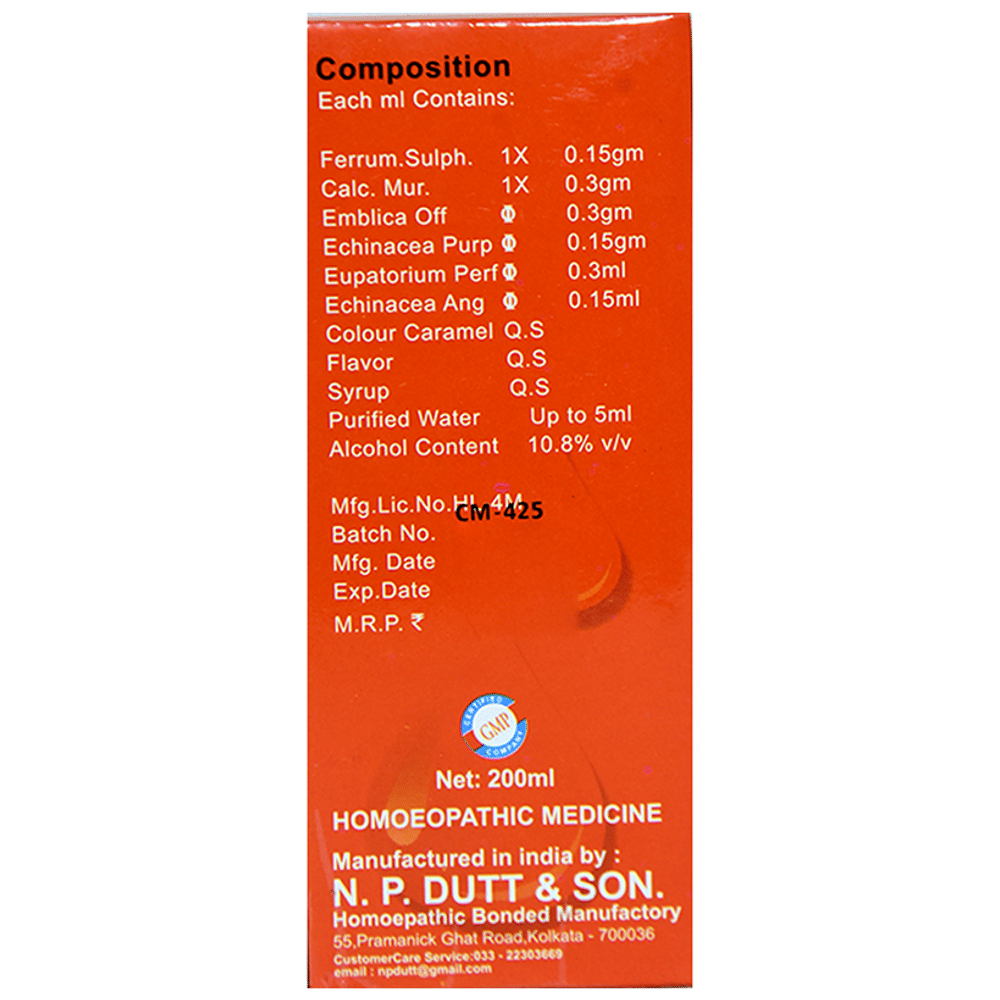 Composition
Each ml Contains:
Ferrum.Sulph. 1X 0.15gm
Calc. Mur. 1X 0.3gm
Emblica Off Φ 0.3gm
Echinacea Purp Φ 0.15gm
Eupatorium Perf Φ 0.3ml
Echinacea Ang Φ 0.15ml
Colour Caramel Q.S
Flavor Q.S
Syrup Q.S
Purified Water Up to 5ml
Alcohol Content 10.8% v/v
Mfg.Lic.No.HL 4M
CM-425
Batch No.
Mfg. Date
Exp.Date
M.R.P. ₹
CERTIFIED
GMP
COMPANY
Net: 200ml
HOMOEOPATHIC MEDICINE
Manufactured in india by :
N. P. DUTT & SON.
Homoepathic Bonded Manufactory
55,Pramanick Ghat Road,Kolkata - 700036
CustomerCare Service:033 - 22303669
email : npdutt@gmail.com